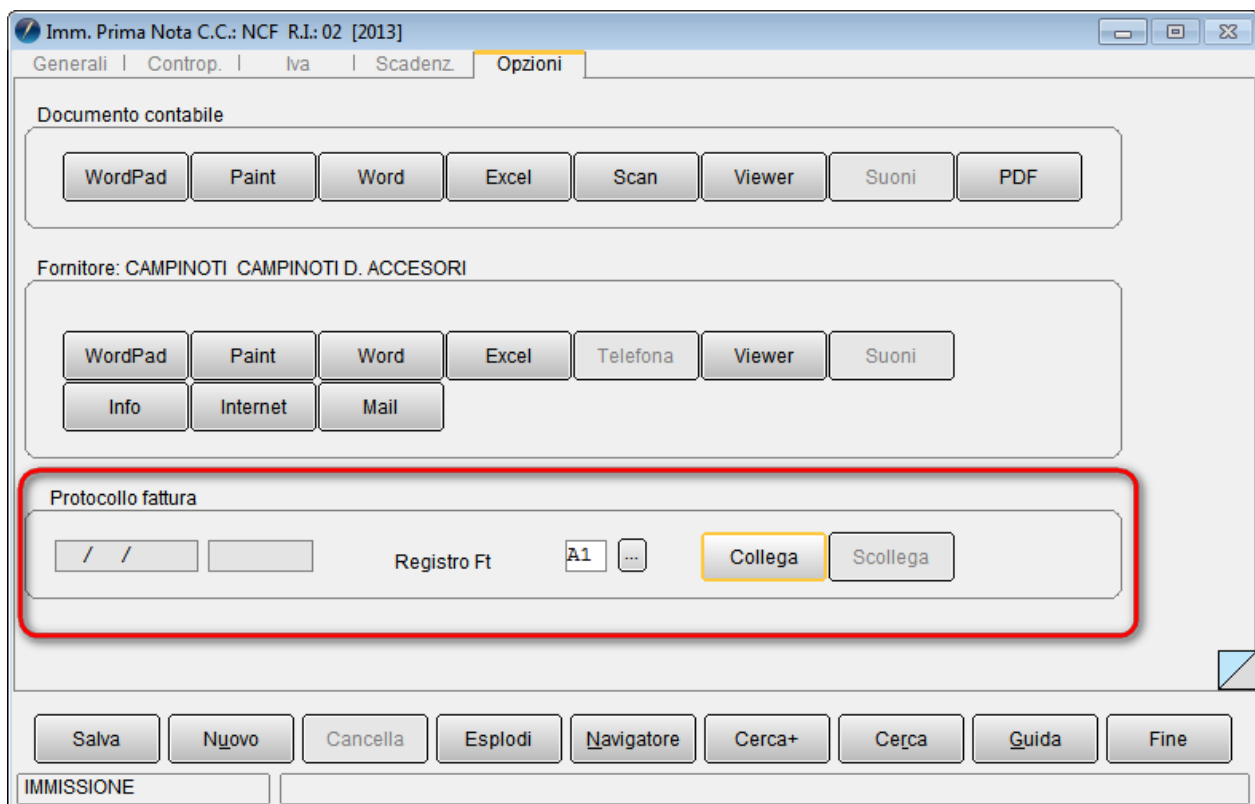 Imm. Prima Nota C.C.: NCF R.I.: 02 [2013]
Generali | Controp. | Iva | Scadenz. Opzioni
Documento contabile
WordPad Paint Word Excel Scan Viewer Suoni PDF
Fornitore: CAMPINOTI CAMPINOTI D. ACCESORI
WordPad Paint Word Excel Telefona Viewer Suoni
Info Internet Mail
Protocollo fattura
/ / Registro Ft A1 ... Collega Scollega
Salva Nuovo Cancella Esplodi Navigatore Cerca+ Cerca Guida Fine
IMMISSIONE